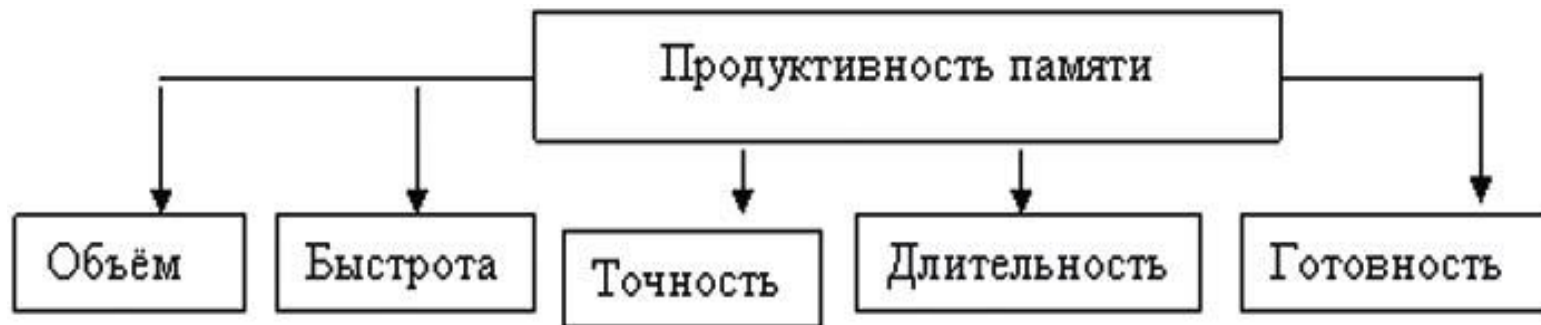 Продуктивность памяти
Объём
Быстрота
Точность
Длительность
Готовность